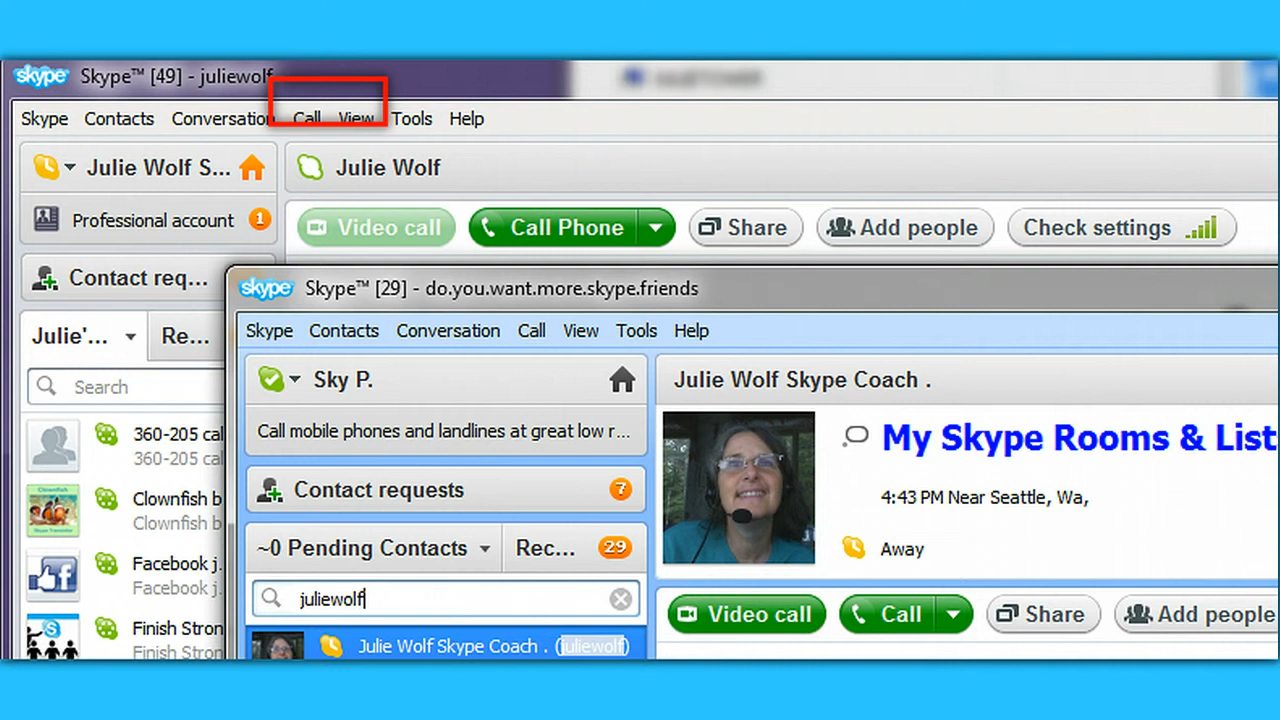 skype Skype™ [49] - juliewolf
Skype Contacts Conversation Call View Tools Help
Julie Wolf S...
Julie Wolf
Professional account 1
Video call Call Phone Share Add people Check settings
Contact req...
Julie'... Re...
Search
360-205 cal
360-205 cal
Clownfish
Clownfish b
Clownfish b
Facebook j.
Facebook j.
Finish Stron
Finish Stron
skype Skype™ [29] - do.you.want.more.skype.friends
Skype Contacts Conversation Call View Tools Help
Sky P.
Call mobile phones and landlines at great low r...
Contact requests 7
~0 Pending Contacts Rec... 29
juliewolf
Julie Wolf Skype Coach . (juliewolf)
Julie Wolf Skype Coach .
My Skype Rooms & List
4:43 PM Near Seattle, Wa,
Away
Video call Call Share Add people